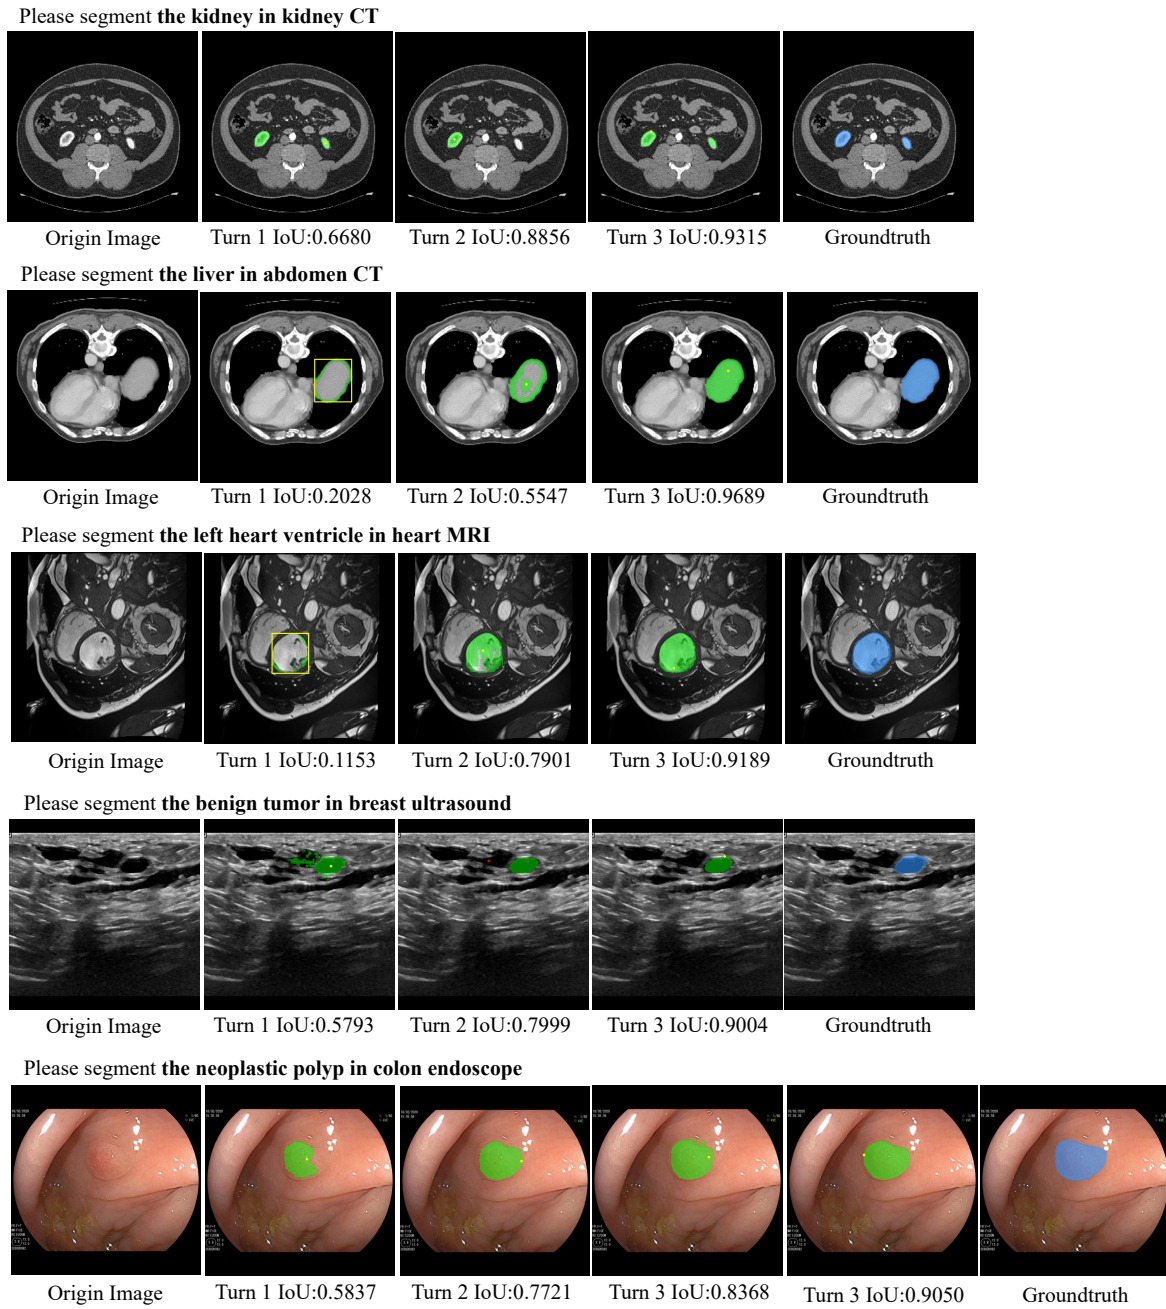 Please segment the kidney in kidney CT
Origin Image Turn 1 IoU:0.6680 Turn 2 IoU:0.8856 Turn 3 IoU:0.9315 Groundtruth
Please segment the liver in abdomen CT
Origin Image Turn 1 IoU:0.2028 Turn 2 IoU:0.5547 Turn 3 IoU:0.9689 Groundtruth
Please segment the left heart ventricle in heart MRI
Origin Image Turn 1 IoU:0.1153 Turn 2 IoU:0.7901 Turn 3 IoU:0.9189 Groundtruth
Please segment the benign tumor in breast ultrasound
Origin Image Turn 1 IoU:0.5793 Turn 2 IoU:0.7999 Turn 3 IoU:0.9004 Groundtruth
Please segment the neoplastic polyp in colon endoscope
Origin Image Turn 1 IoU:0.5837 Turn 2 IoU:0.7721 Turn 3 IoU:0.8368 Turn 3 IoU:0.9050 Groundtruth